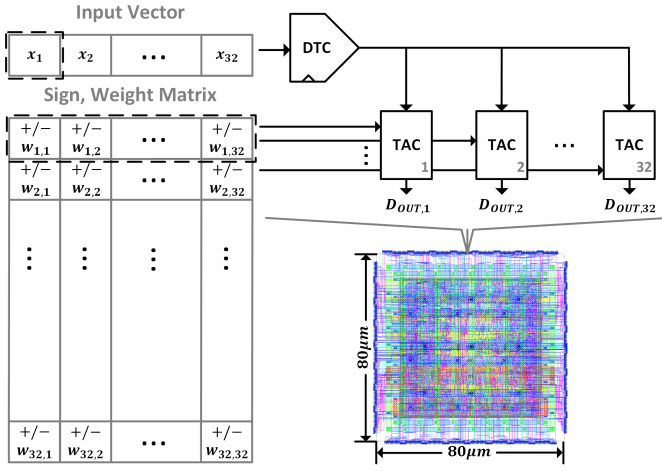 Input Vector
x1 x2 ••• x32
DTC
Sign, Weight Matrix
+/− +/− ••• +/−
w1,1 w1,2 w1,32
TAC TAC ••• TAC
1 2 32
+/− +/− ••• +/−
w2,1 w2,2 w2,32
DOUT,1 DOUT,2 DOUT,32
80μm
80μm
+/− +/− ••• +/−
w32,1 w32,2 w32,32